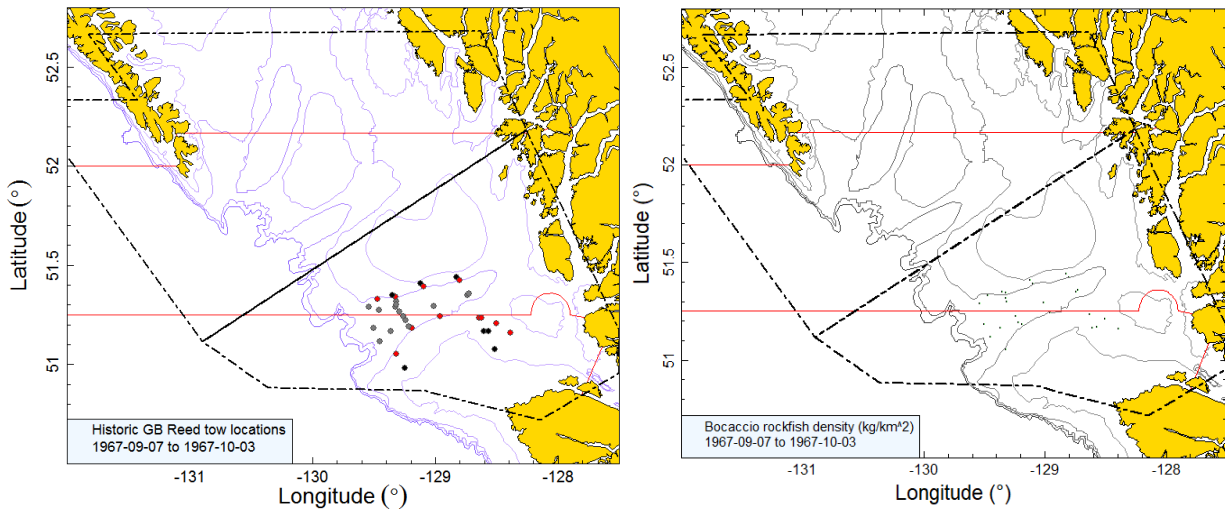 52.5
52
51.5
51
Latitude (°)
Historic GB Reed tow locations
1967-09-07 to 1967-10-03
-131
-130
-129
-128
Longitude (°)
52.5
52
51.5
51
Latitude (°)
Bocaccio rockfish density (kg/km^2)
1967-09-07 to 1967-10-03
-131
-130
-129
-128
Longitude (°)